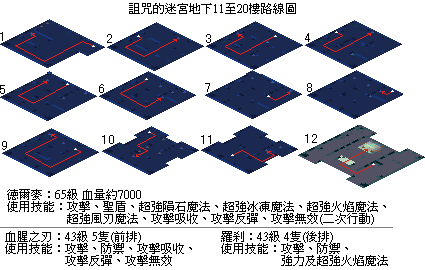 詛咒的迷宮地下11至20樓路線圖
1 2 3 4
5 6 7 8
9 10 11 12
德爾麥：65級 血量約7000
使用技能：攻擊、聖盾、超強隕石魔法、超強冰凍魔法、超強火焰魔法、
超強風刃魔法、攻擊吸收、攻擊反彈、攻擊無效(二次行動)
血腥之刃：43級 5隻(前排)
使用技能：攻擊、防禦、攻擊吸收、
攻擊反彈、攻擊無效
羅剎：43級 4隻(後排)
使用技能：攻擊、防禦、
強力及超強火焰魔法